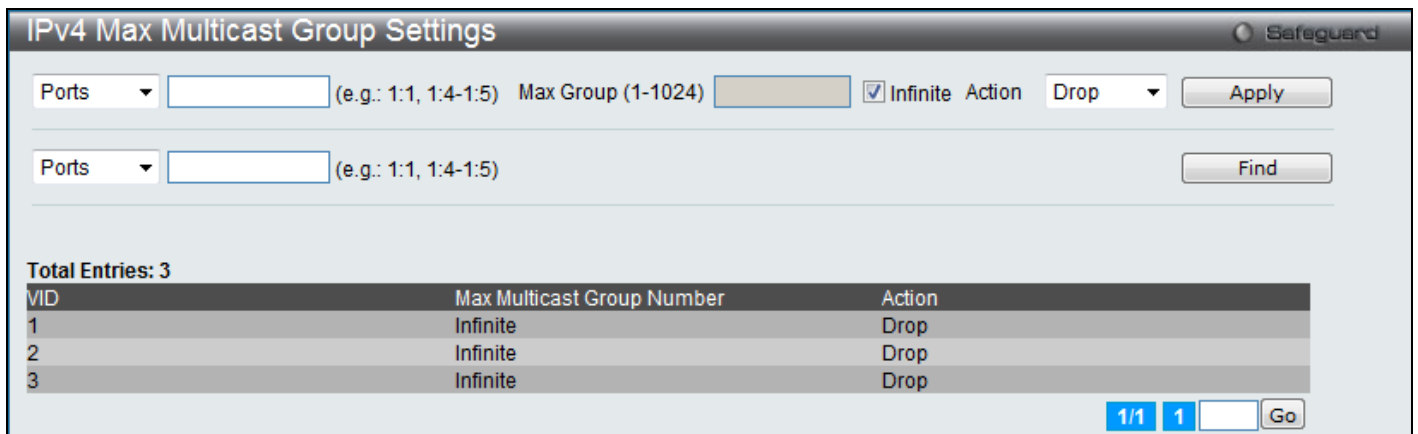 IPv4 Max Multicast Group Settings Safeguard
Ports (e.g.: 1:1, 1:4-1:5) Max Group (1-1024) Infinite Action Drop Apply
Ports (e.g.: 1:1, 1:4-1:5) Find
Total Entries: 3
VID Max Multicast Group Number Action
1 Infinite Drop
2 Infinite Drop
3 Infinite Drop
1/1 1 Go